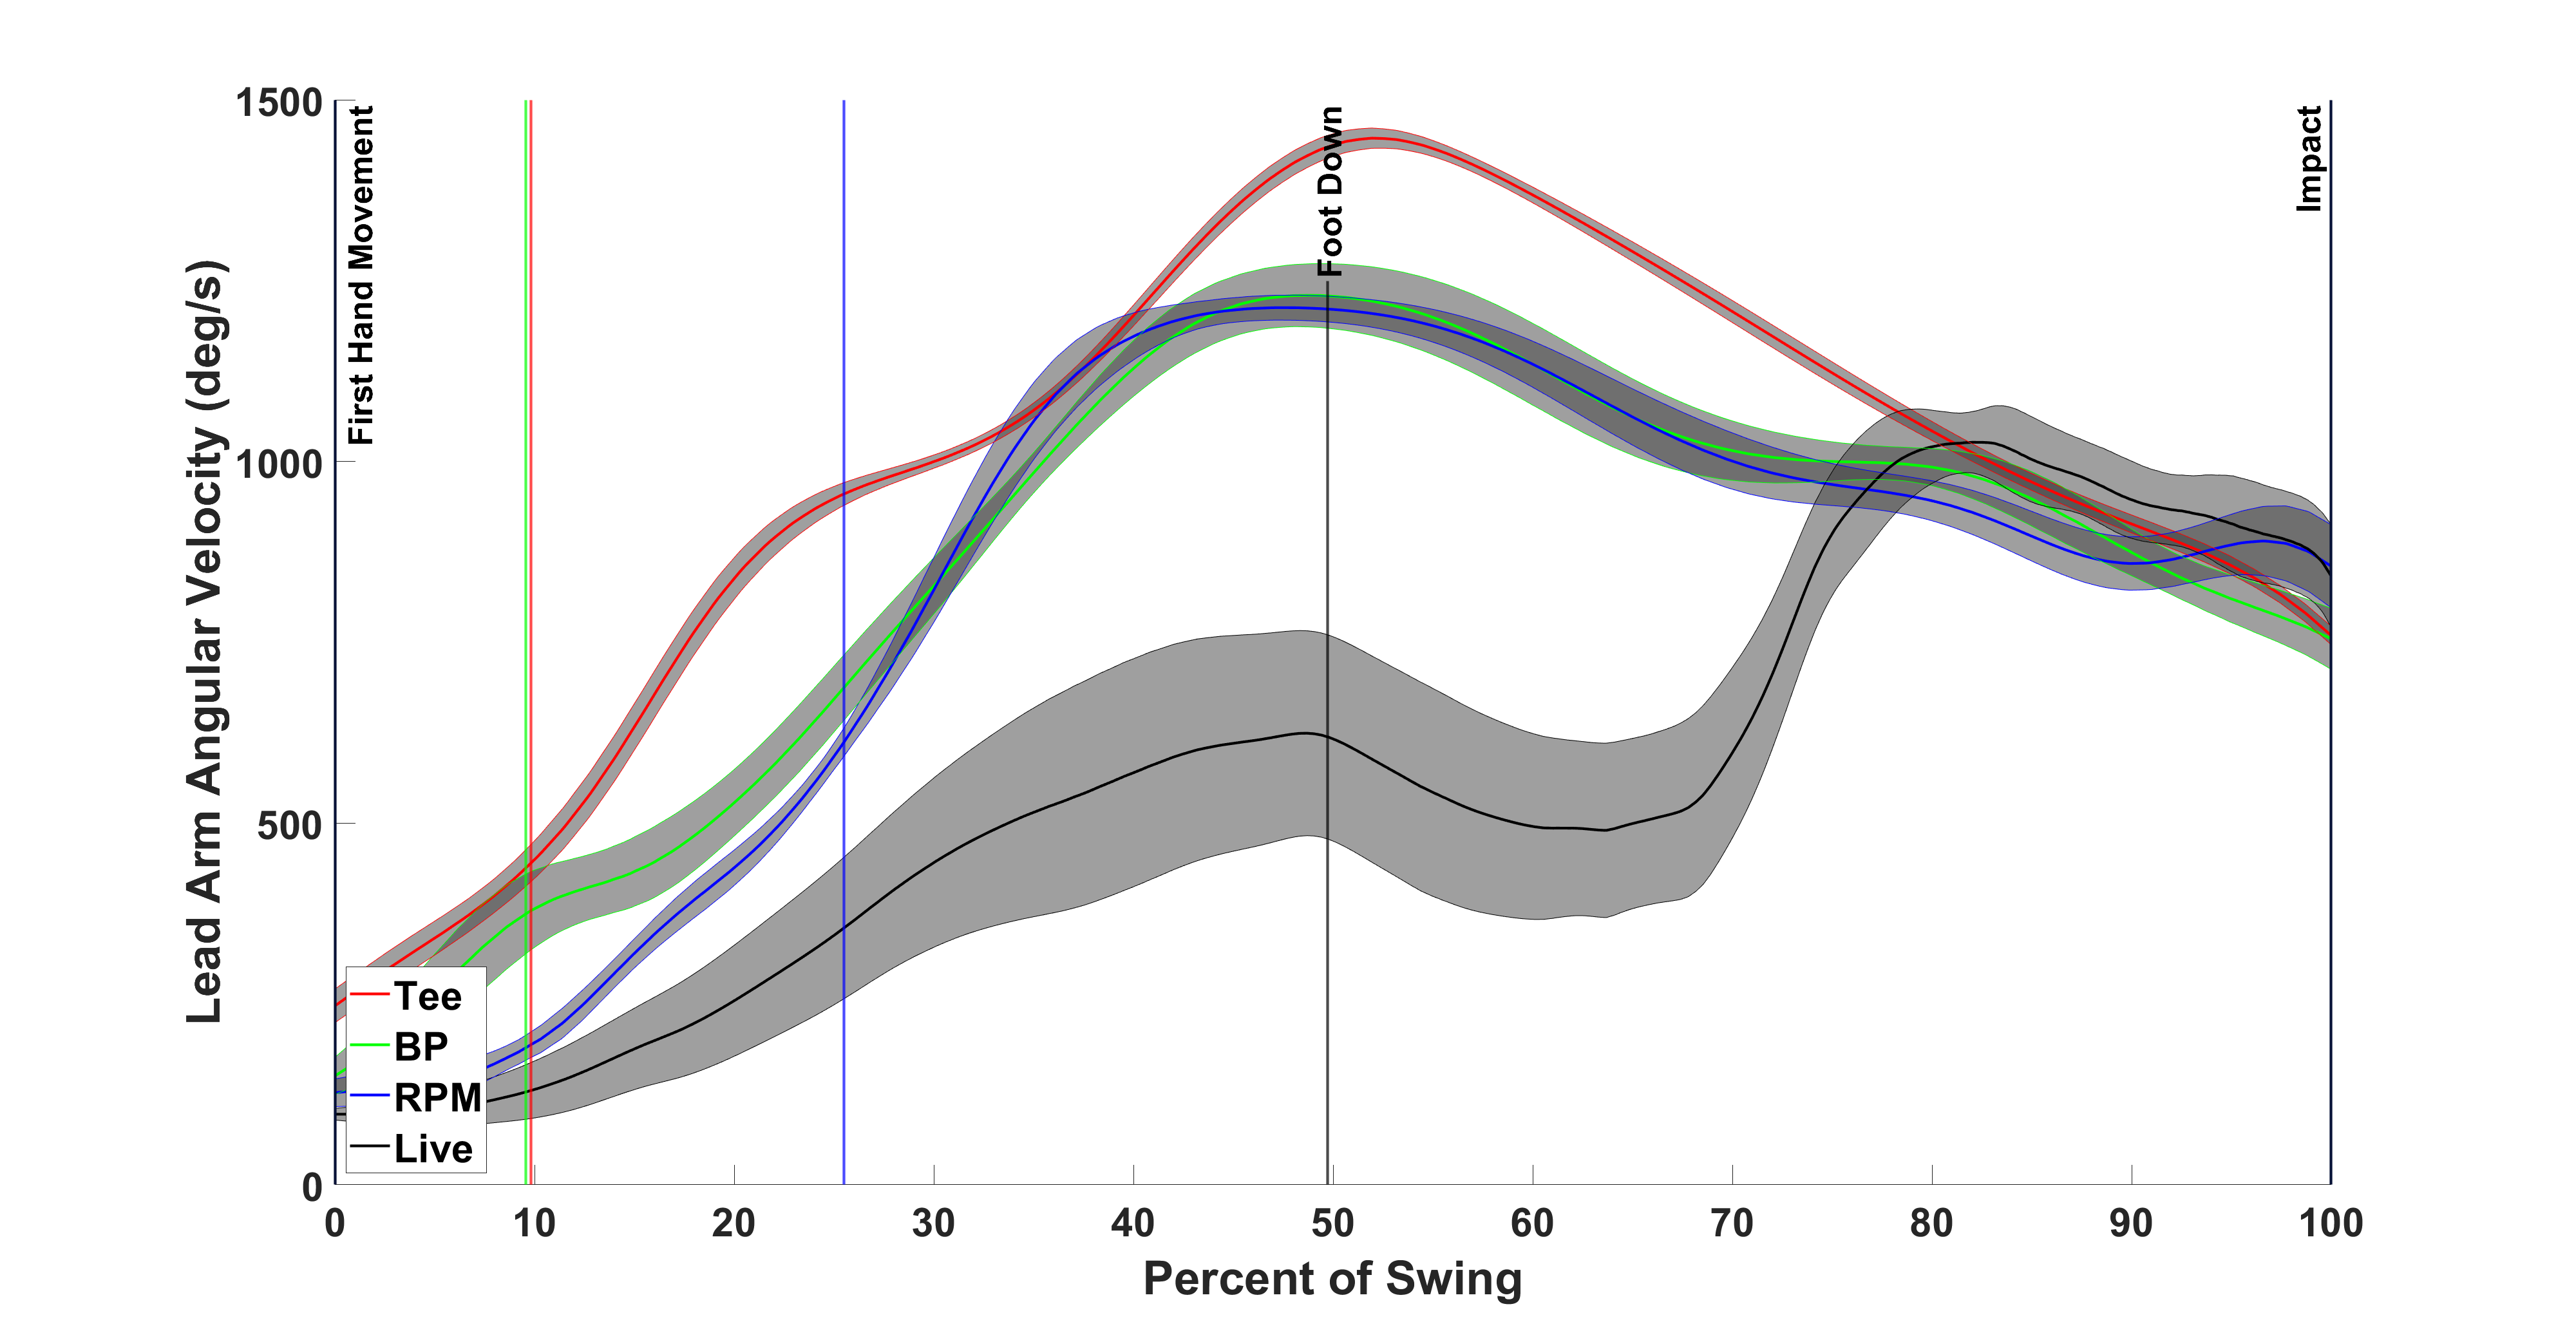 Lead Arm Angular Velocity (deg/s)
1500
1000
500
0
First Hand Movement
Foot Down
Impact
Tee
BP
RPM
Live
0 10 20 30 40 50 60 70 80 90 100
Percent of Swing